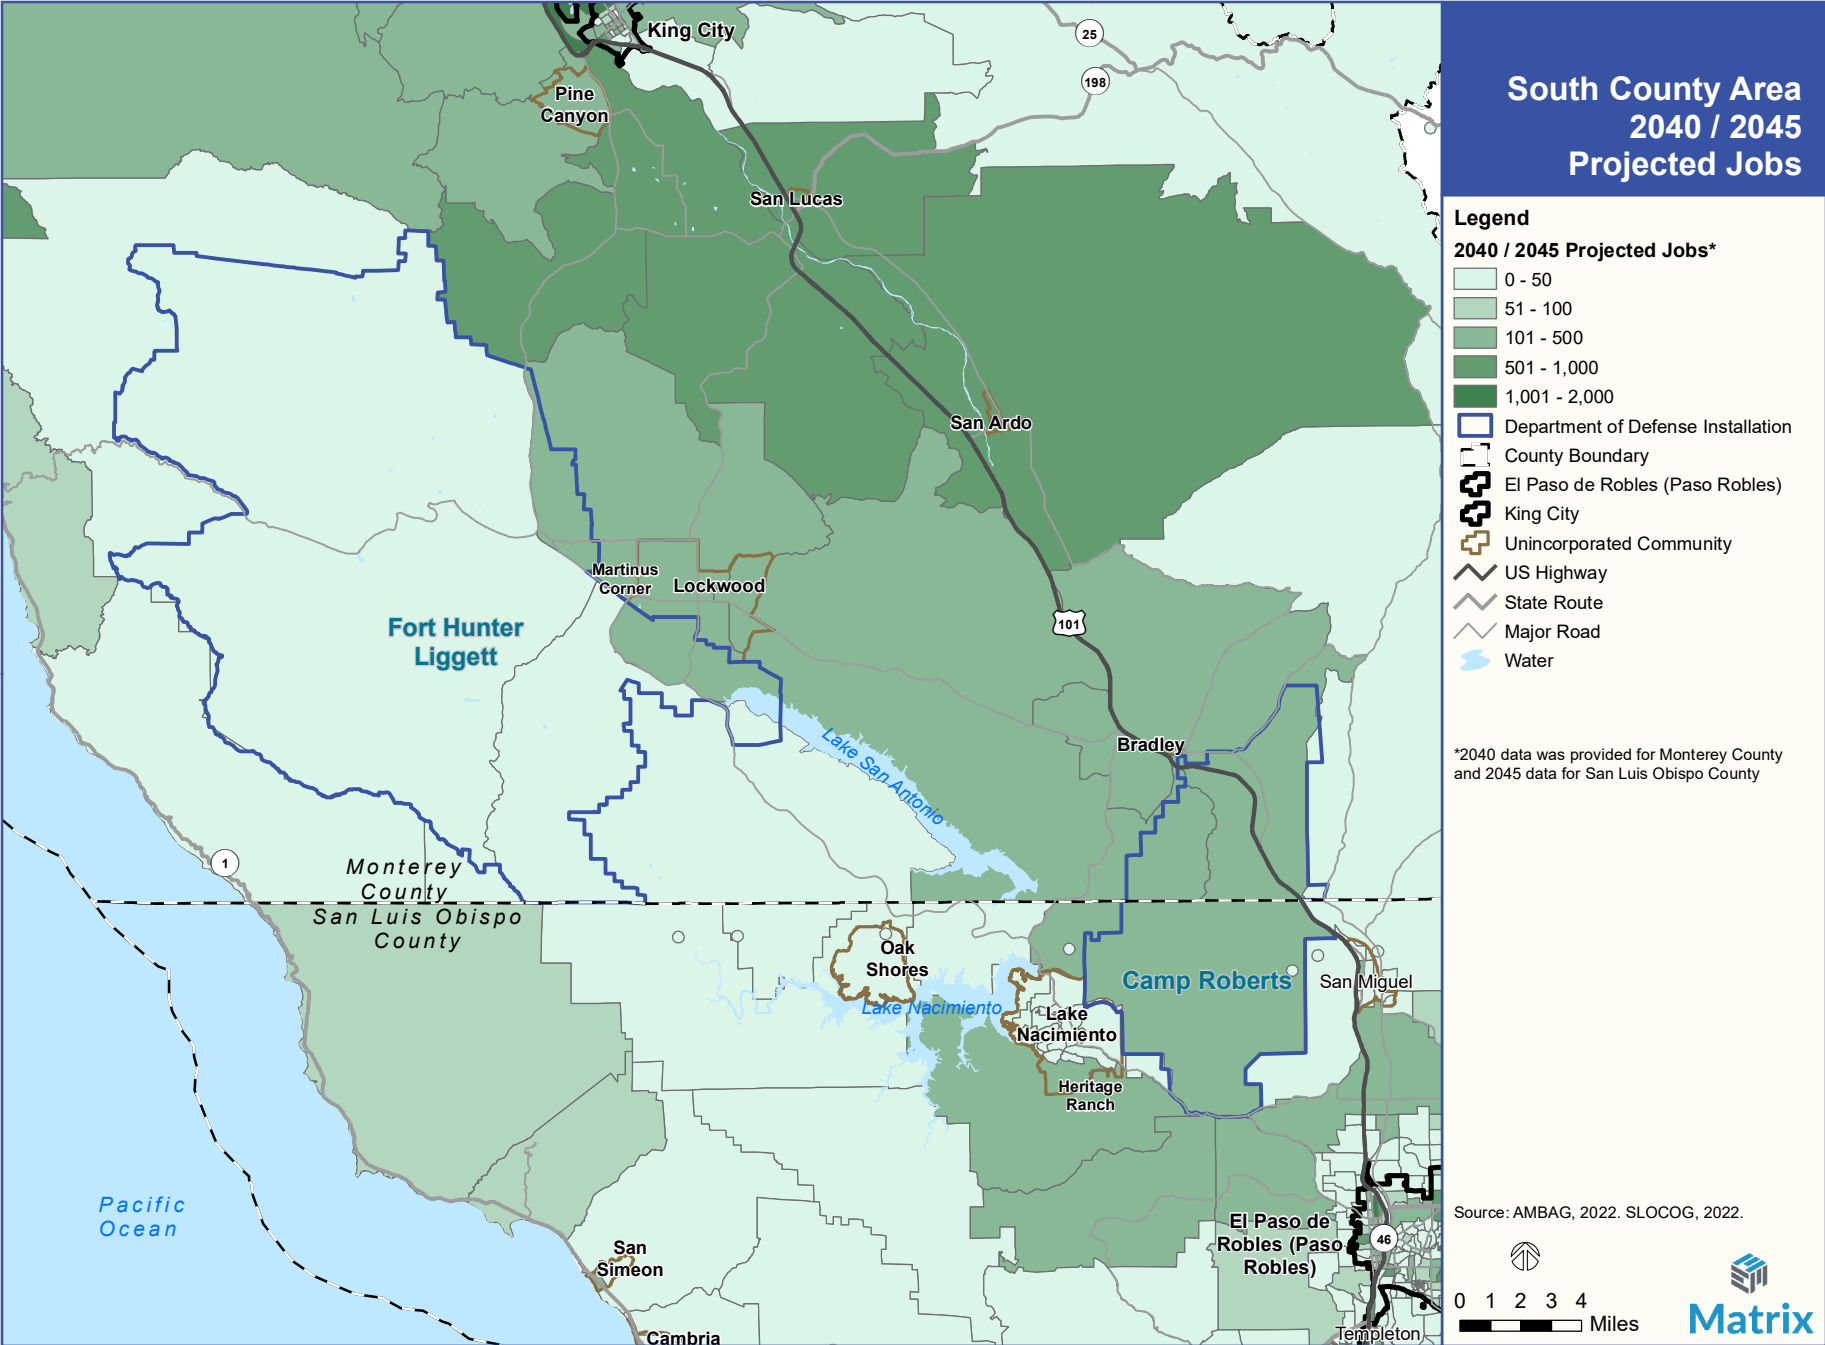 South County Area
2040 / 2045
Projected Jobs
Legend
2040 / 2045 Projected Jobs*
0 - 50
51 - 100
101 - 500
501 - 1,000
1,001 - 2,000
Department of Defense Installation
County Boundary
El Paso de Robles (Paso Robles)
King City
Unincorporated Community
US Highway
State Route
Major Road
Water
*2040 data was provided for Monterey County
and 2045 data for San Luis Obispo County
Source: AMBAG, 2022. SLOCOG, 2022.
0 1 2 3 4
Miles
Matrix
King City
25
198
Pine
Canyon
San Lucas
San Ardo
Martinus
Corner
Lockwood
Fort Hunter
Liggett
101
Lake San Antonio
Bradley
1
Monterey
County
San Luis Obispo
County
Oak
Shores
Lake Nacimiento
Camp Roberts
San Miguel
Lake
Nacimiento
Heritage
Ranch
Pacific
Ocean
El Paso de
Robles (Paso
Robles)
46
San
Simeon
Cambria
Templeton